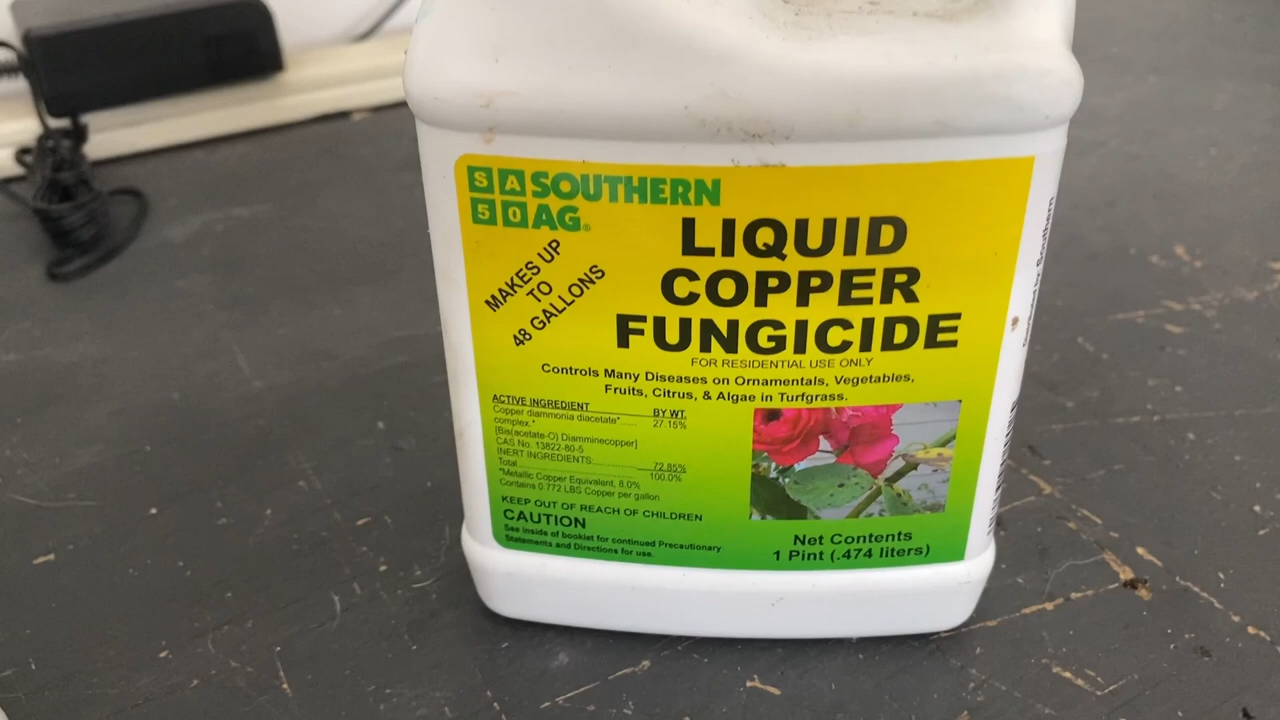 SA SOUTHERN
50 AG®
MAKES UP
TO
48 GALLONS
LIQUID
COPPER
FUNGICIDE
FOR RESIDENTIAL USE ONLY
Controls Many Diseases on Ornamentals, Vegetables,
Fruits, Citrus, & Algae in Turfgrass.
ACTIVE INGREDIENT BY WT.
Copper diammonia diacetate*...... 27.15%
complex.*
[Bis(acetate-O) Diamminecopper]
CAS No. 13822-80-5
INERT INGREDIENTS:...................... 72.85%
Total...................................... 100.0%
*Metallic Copper Equivalent, 8.0%
Contains 0.772 LBS Copper per gallon
KEEP OUT OF REACH OF CHILDREN
CAUTION
See inside of booklet for continued Precautionary
Statements and Directions for use.
Net Contents
1 Pint (.474 liters)
by Southern